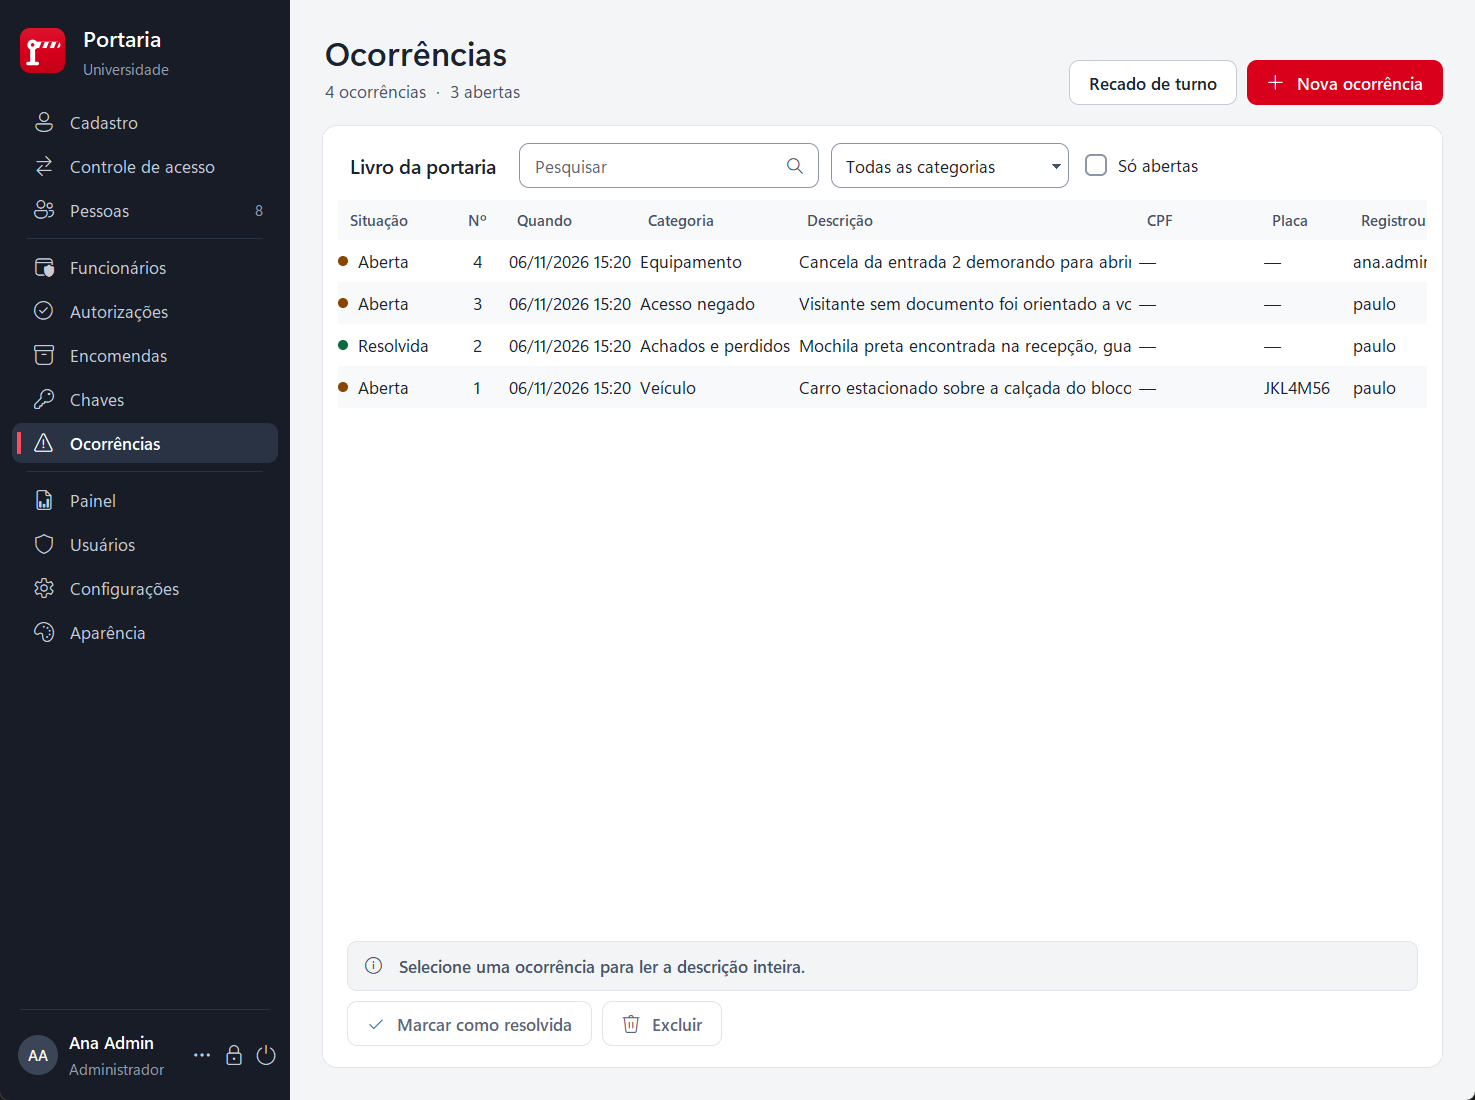 Portaria
Universidade
Cadastro
Controle de acesso
Pessoas 8
Funcionários
Autorizações
Encomendas
Chaves
Ocorrências
Painel
Usuários
Configurações
Aparência
AA
Ana Admin
Administrador
Ocorrências
4 ocorrências · 3 abertas
Recado de turno
Nova ocorrência
Livro da portaria
Pesquisar
Todas as categorias
Só abertas
Situação Nº Quando Categoria Descrição CPF Placa Registrou
Aberta 4 06/11/2026 15:20 Equipamento Cancela da entrada 2 demorando para abrir — — ana.admin
Aberta 3 06/11/2026 15:20 Acesso negado Visitante sem documento foi orientado a vo — — paulo
Resolvida 2 06/11/2026 15:20 Achados e perdidos Mochila preta encontrada na recepção, gua — — paulo
Aberta 1 06/11/2026 15:20 Veículo Carro estacionado sobre a calçada do bloco — JKL4M56 paulo
Selecione uma ocorrência para ler a descrição inteira.
Marcar como resolvida
Excluir